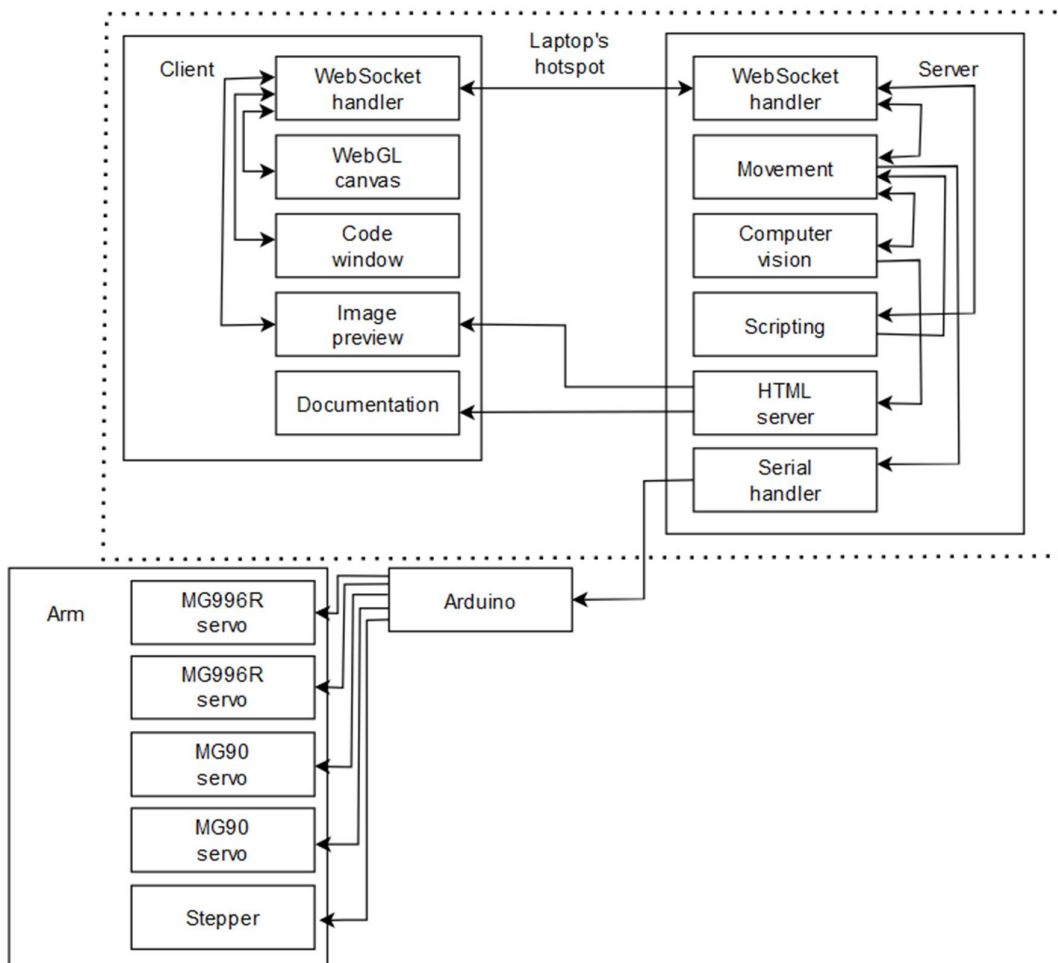 Client
WebSocket
handler
WebGL
canvas
Code
window
Image
preview
Documentation
Laptop's
hotspot
Server
WebSocket
handler
Movement
Computer
vision
Scripting
HTML
server
Serial
handler
Arm
MG996R
servo
MG996R
servo
MG90
servo
MG90
servo
Stepper
Arduino